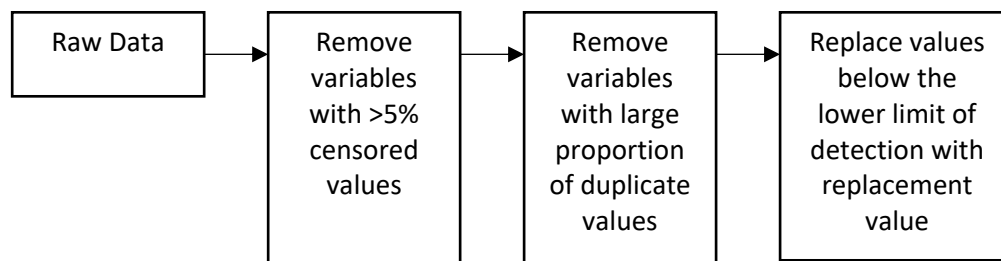 Raw Data
Remove
variables
with >5%
censored
values
Remove
variables
with large
proportion
of duplicate
values
Replace values
below the
lower limit of
detection with
replacement
value